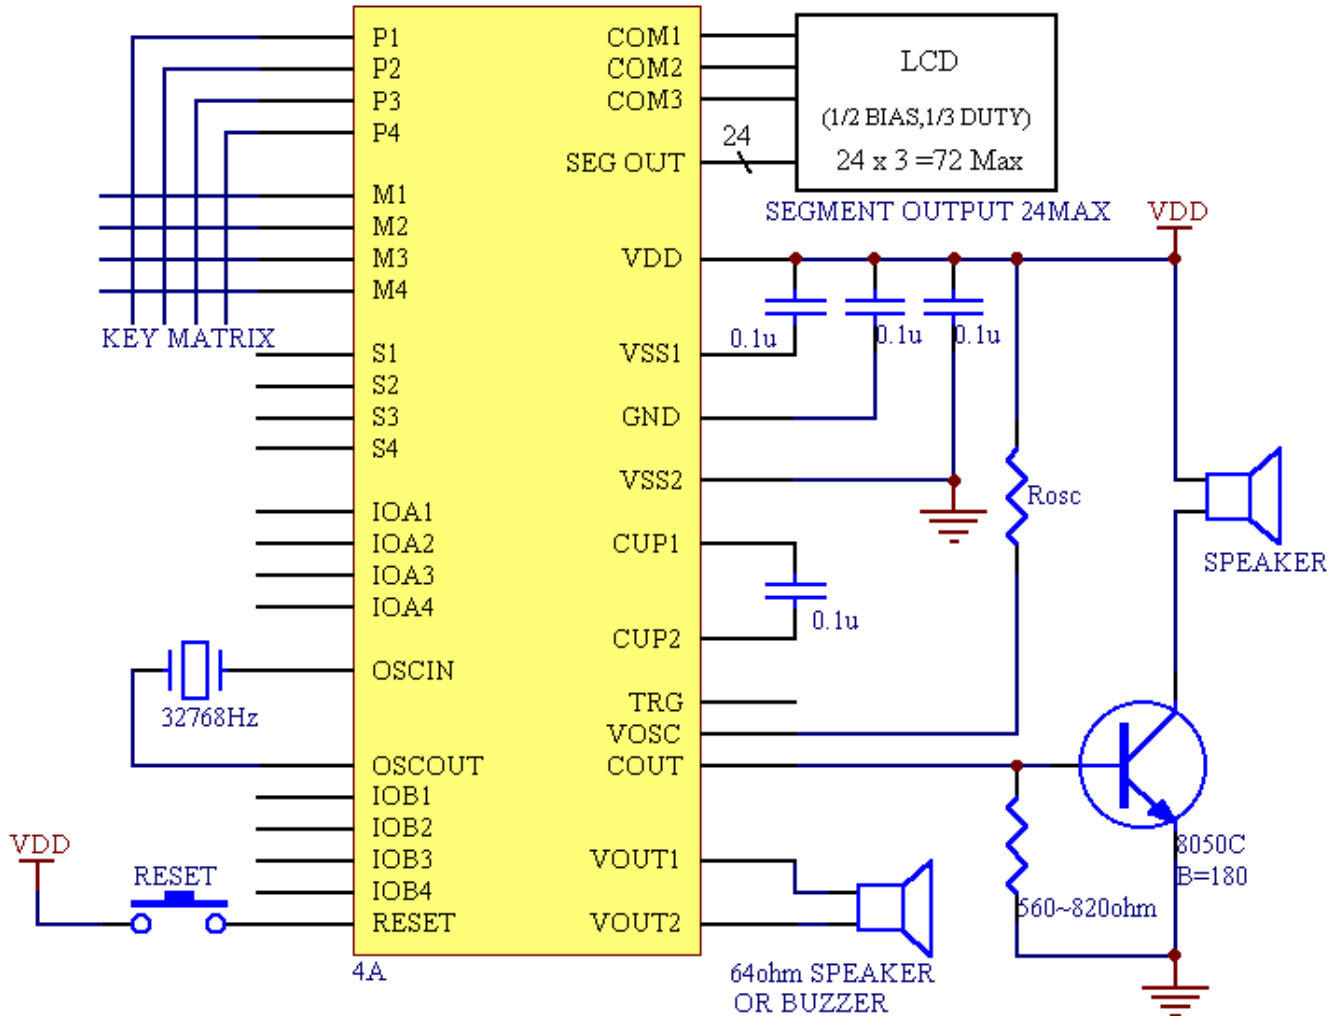 P1
P2
P3
P4
M1
M2
M3
M4
KEY MATRIX
S1
S2
S3
S4
IOA1
IOA2
IOA3
IOA4
OSCIN
32768Hz
OSCOUT
IOB1
IOB2
IOB3
IOB4
VDD
RESET
RESET
4A
COM1
COM2
COM3
SEG OUT
24
LCD
(1/2 BIAS,1/3 DUTY)
24 x 3 =72 Max
SEGMENT OUTPUT 24MAX
VDD
VDD
0.1u
0.1u
0.1u
VSS1
GND
VSS2
Rosc
SPEAKER
CUP1
0.1u
CUP2
TRG
VOSC
COUT
8050C
B=180
560~820ohm
VOUT1
VOUT2
64ohm SPEAKER
OR BUZZER